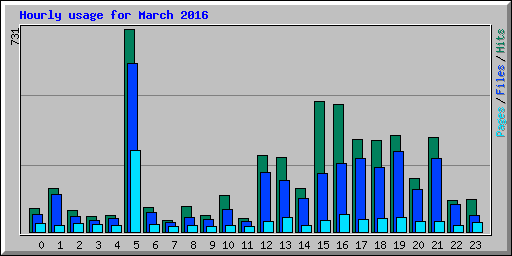 Hourly usage for March 2016
731
Pages/Files/Hits
0 1 2 3 4 5 6 7 8 9 10 11 12 13 14 15 16 17 18 19 20 21 22 23